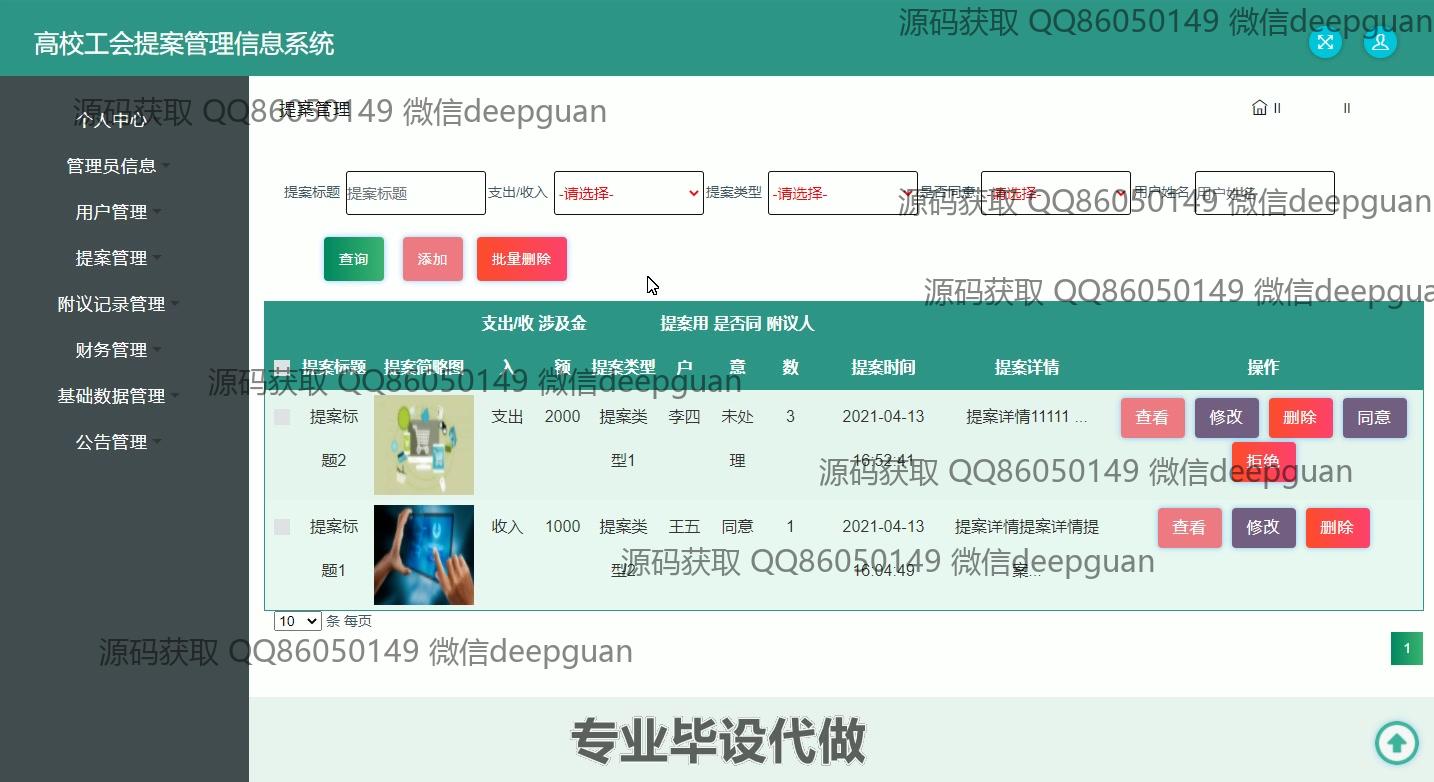 源码获取 QQ86050149 微信deepguan
高校工会提案管理信息系统
源码获取 QQ86050149 微信deepguan
个人中心
提案管理
管理员信息
用户管理
提案管理
附议记录管理
财务管理
基础数据管理
公告管理
提案标题 提案标题 支出/收入 -请选择- 提案类型 -请选择- 是否同意 -请选择- 用户姓名 用户姓名
源码获取 QQ86050149 微信deepguan
查询 添加 批量删除
源码获取 QQ86050149 微信deepgua
提案标题 提案简略图 支出/收入 涉及金额 提案类型 提案用户 是否同意 附议人数 提案时间 提案详情 操作
源码获取 QQ86050149 微信deepguan
提案标 支出 2000 提案类 李四 未处 3 2021-04-13 提案详情11111 ... 查看 修改 删除 同意
题2 型1 理 16:52:41 拒绝
源码获取 QQ86050149 微信deepguan
提案标 收入 1000 提案类 王五 同意 1 2021-04-13 提案详情提案详情提 查看 修改 删除
题1 型2 16:04:49 案...
源码获取 QQ86050149 微信deepguan
10 条 每页
源码获取 QQ86050149 微信deepguan
1
专业毕设代做